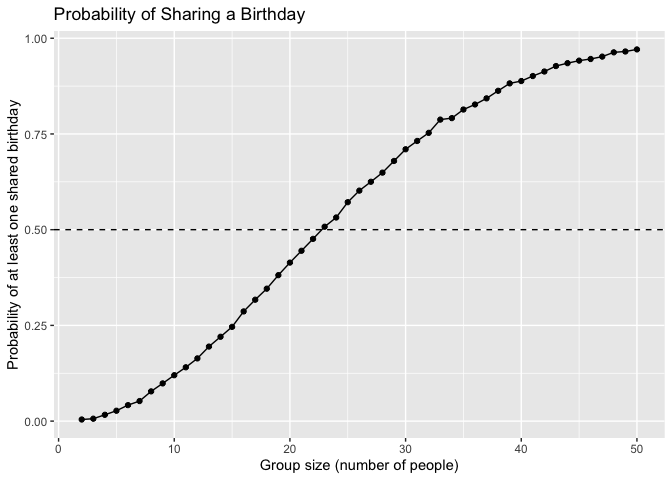 Probability of Sharing a Birthday
1.00
0.75
0.50
0.25
0.00
Probability of at least one shared birthday
0 10 20 30 40 50
Group size (number of people)